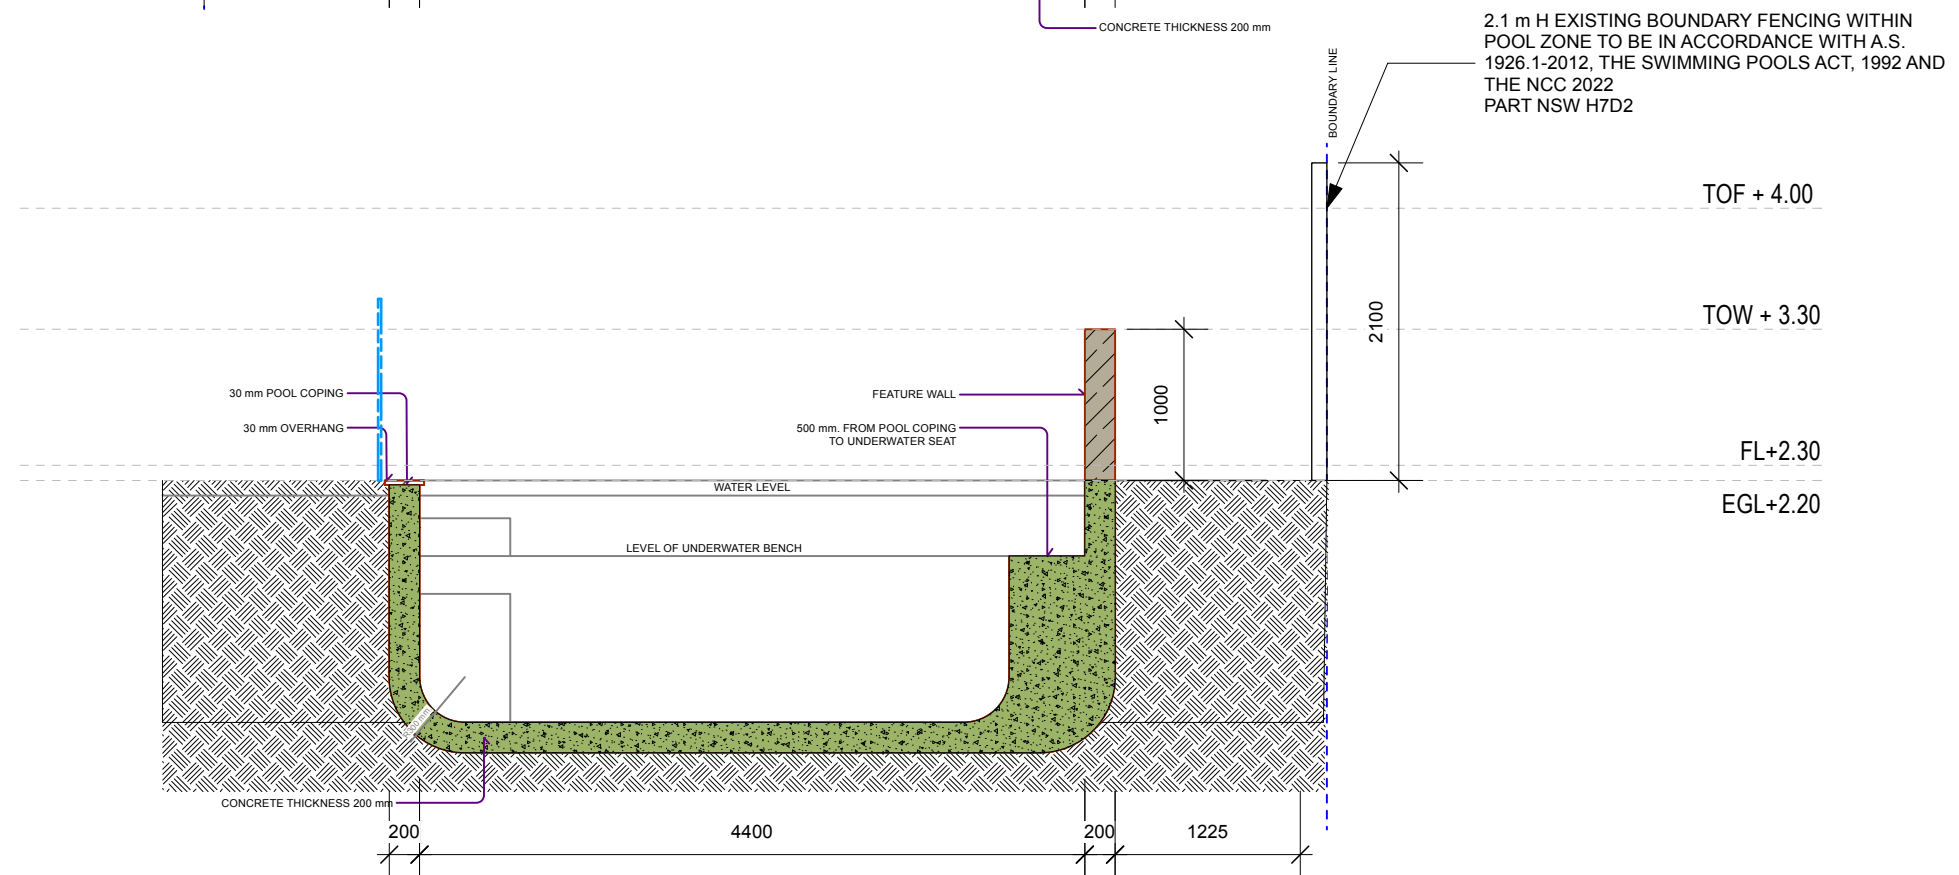 CONCRETE THICKNESS 200 mm
2.1 m H EXISTING BOUNDARY FENCING WITHIN
POOL ZONE TO BE IN ACCORDANCE WITH A.S.
1926.1-2012, THE SWIMMING POOLS ACT, 1992 AND
THE NCC 2022
PART NSW H7D2
BOUNDARY LINE
TOF + 4.00
TOW + 3.30
2100
30 mm POOL COPING
FEATURE WALL
1000
30 mm OVERHANG
500 mm. FROM POOL COPING
TO UNDERWATER SEAT
FL+2.30
WATER LEVEL
EGL+2.20
LEVEL OF UNDERWATER BENCH
CONCRETE THICKNESS 200 mm
200
4400
200
1225